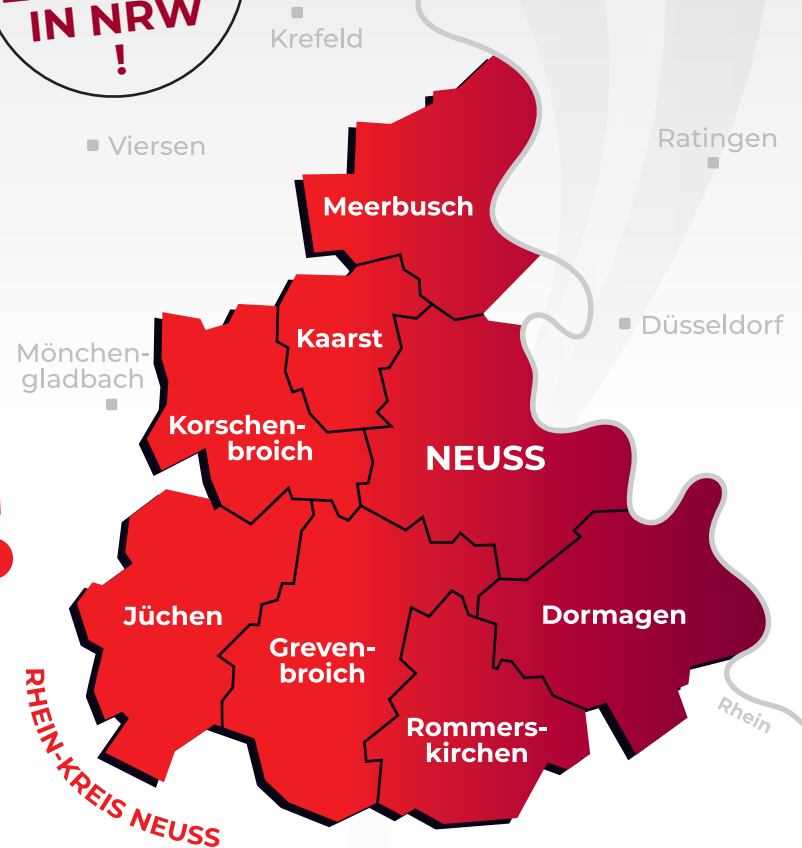 IN NRW
!
Krefeld
Viersen
Ratingen
Meerbusch
Düsseldorf
Kaarst
Mönchen-
gladbach
Korschen-
broich
NEUSS
Jüchen
Dormagen
Greven-
broich
Rommers-
kirchen
Rhein
RHEIN-KREIS NEUSS